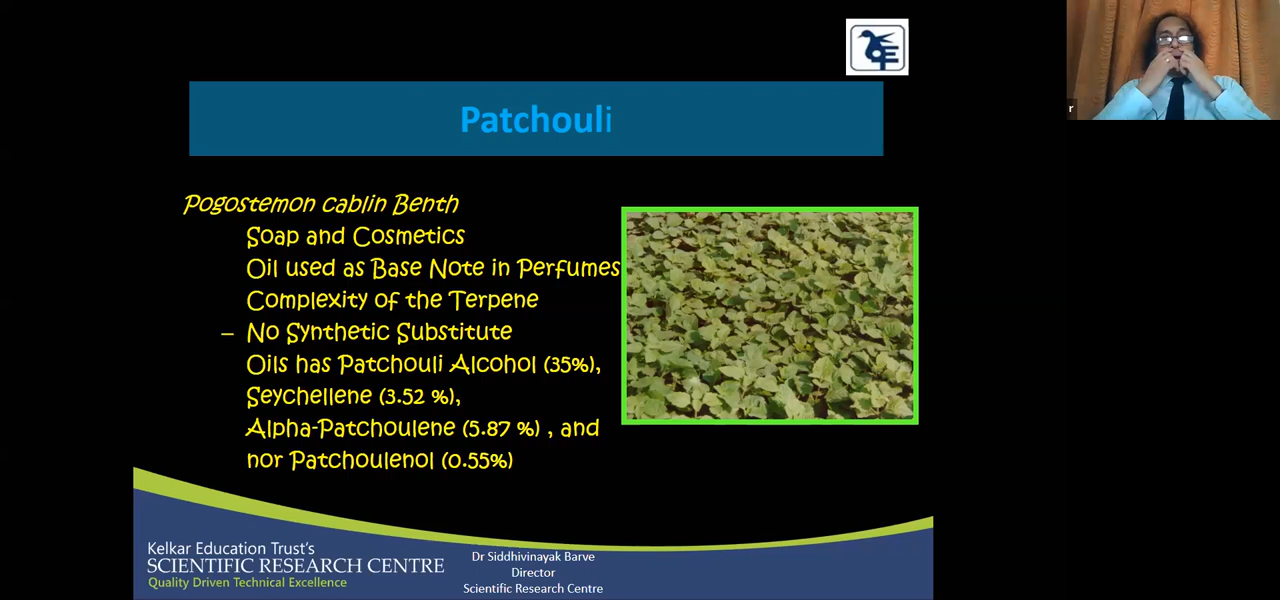 Patchouli
r
Pogostemon cablin Benth
Soap and Cosmetics
Oil used as Base Note in Perfumes
Complexity of the Terpene
– No Synthetic Substitute
Oils has Patchouli Alcohol (35%),
Seychellene (3.52 %),
Alpha-Patchoulene (5.87 %) , and
nor Patchoulenol (0.55%)
Kelkar Education Trust's
SCIENTIFIC RESEARCH CENTRE
Quality Driven Technical Excellence
Dr Siddhivinayak Barve
Director
Scientific Research Centre